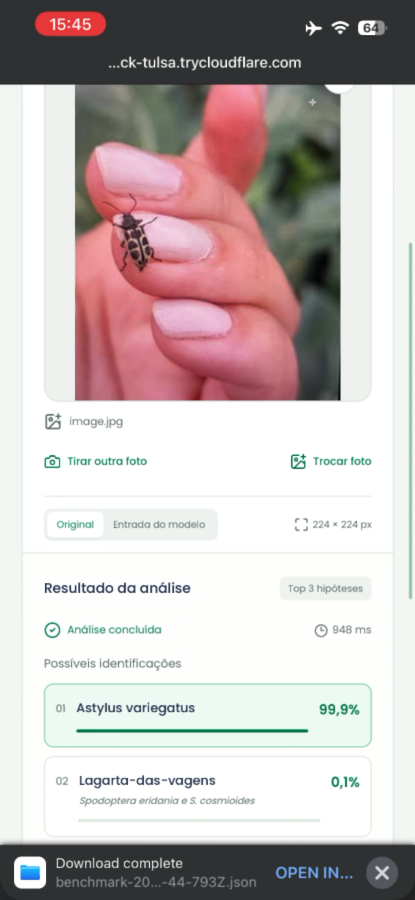 15:45
64
...ck-tulsa.trycloudflare.com
image.jpg
Tirar outra foto
Trocar foto
Original
Entrada do modelo
224 × 224 px
Resultado da análise
Top 3 hipóteses
Análise concluída
948 ms
Possíveis identificações
01 Astylus variegatus 99,9%
02 Lagarta-das-vagens 0,1%
Spodoptera eridania e S. cosmioides
Download complete
benchmark-20...-44-793Z.json
OPEN IN...